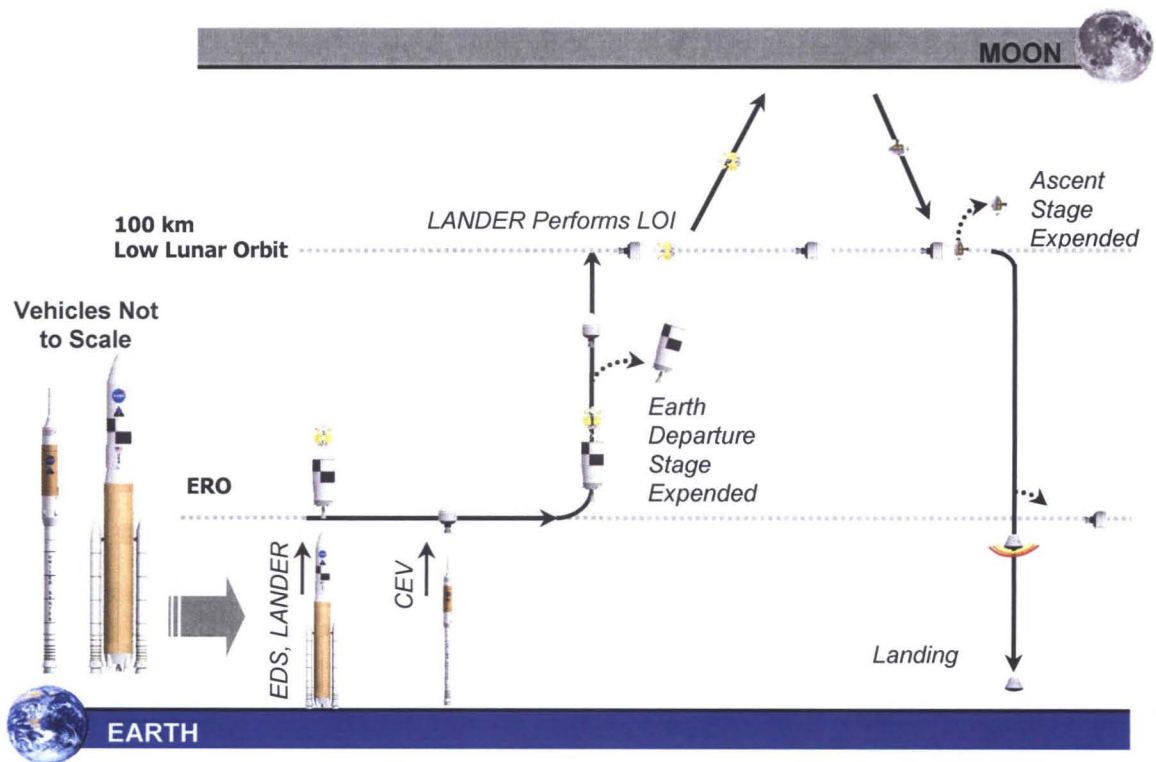 MOON
Ascent
Stage
Expended
LANDER Performs LOI
100 km
Low Lunar Orbit
Vehicles Not
to Scale
Earth
Departure
Stage
Expended
ERO
EDS, LANDER
CEV
Landing
EARTH